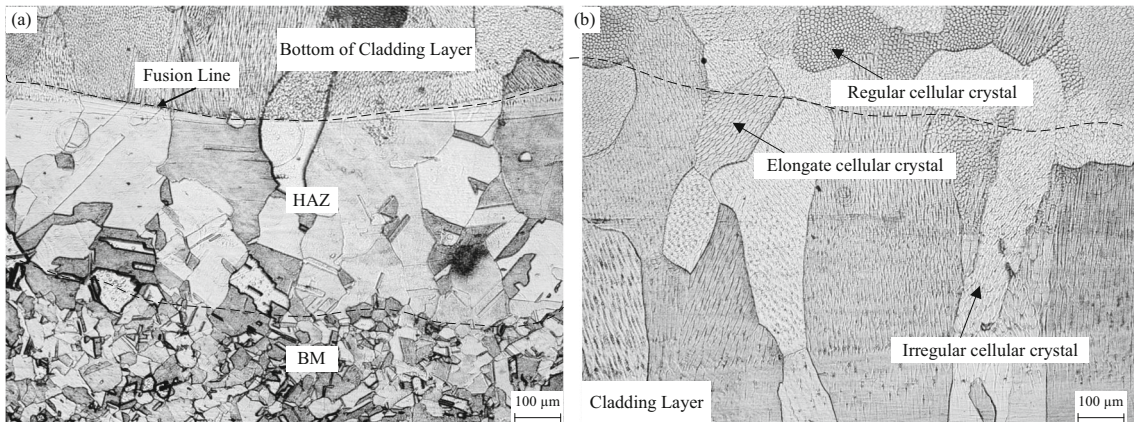 (a)
Bottom of Cladding Layer
Fusion Line
HAZ
BM
100 μm
(b)
Regular cellular crystal
Elongate cellular crystal
Irregular cellular crystal
Cladding Layer
100 μm